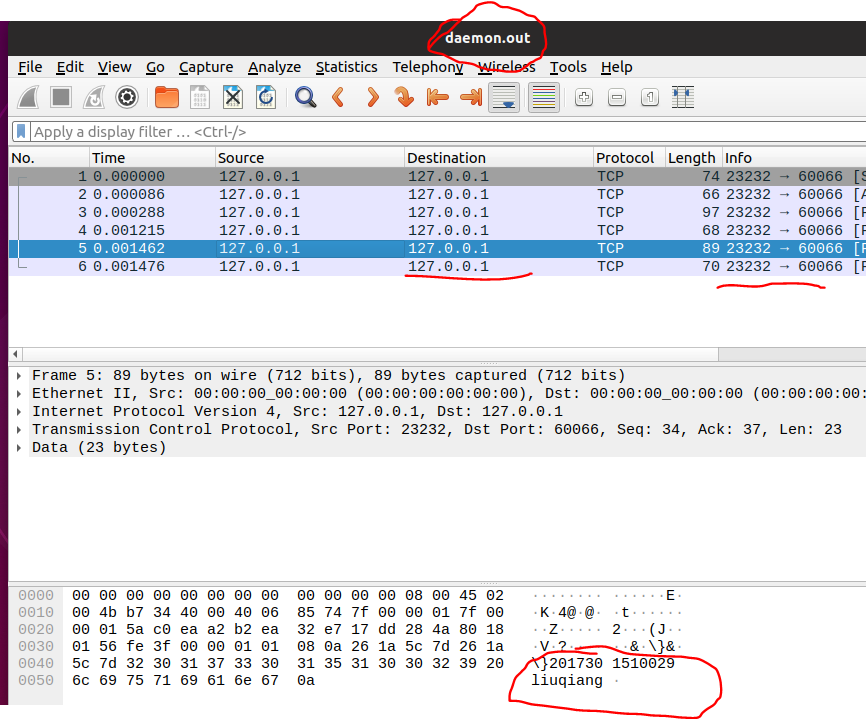 daemon.out
File Edit View Go Capture Analyze Statistics Telephony Wireless Tools Help
Apply a display filter … <Ctrl-/>
No. Time Source Destination Protocol Length Info
1 0.000000 127.0.0.1 127.0.0.1 TCP 74 23232 → 60066 [S
2 0.000086 127.0.0.1 127.0.0.1 TCP 66 23232 → 60066 [A
3 0.000288 127.0.0.1 127.0.0.1 TCP 97 23232 → 60066 [P
4 0.001215 127.0.0.1 127.0.0.1 TCP 68 23232 → 60066 [P
5 0.001462 127.0.0.1 127.0.0.1 TCP 89 23232 → 60066 [P
6 0.001476 127.0.0.1 127.0.0.1 TCP 70 23232 → 60066 [F
Frame 5: 89 bytes on wire (712 bits), 89 bytes captured (712 bits)
Ethernet II, Src: 00:00:00_00:00:00 (00:00:00:00:00:00), Dst: 00:00:00_00:00:00 (00:00:00:00:
Internet Protocol Version 4, Src: 127.0.0.1, Dst: 127.0.0.1
Transmission Control Protocol, Src Port: 23232, Dst Port: 60066, Seq: 34, Ack: 37, Len: 23
Data (23 bytes)
0000 00 00 00 00 00 00 00 00 00 00 00 00 08 00 45 02 ········ ······E·
0010 00 4b b7 34 40 00 40 06 85 74 7f 00 00 01 7f 00 ·K·4@·@· ·t······
0020 00 01 5a c0 ea a2 b2 ea 32 e7 17 dd 28 4a 80 18 ··Z····· 2···(J··
0030 01 56 fe 3f 00 00 01 01 08 0a 26 1a 5c 7d 26 1a ·V·?···· ··&·\}&·
0040 5c 7d 32 30 31 37 33 30 31 35 31 30 30 32 39 20 \}201730 1510029
0050 6c 69 75 71 69 61 6e 67 0a liuqiang ·